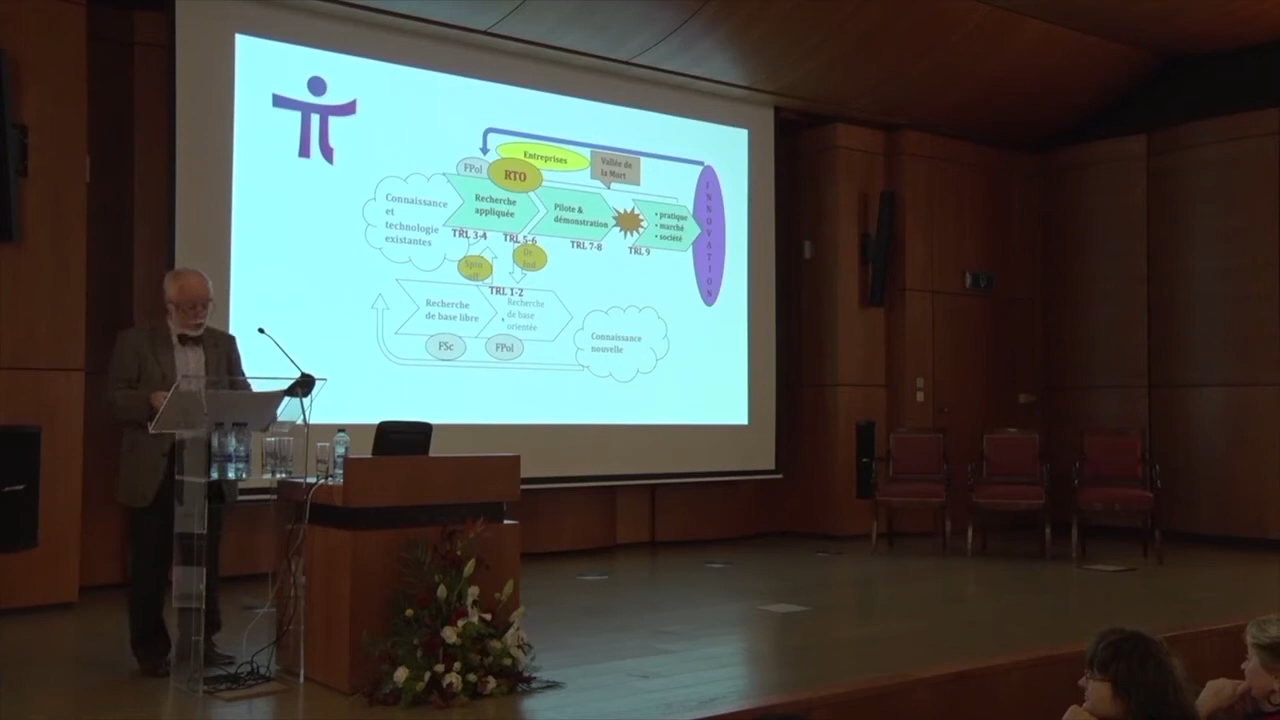 Entreprises
Vallée de
la Mort
FPol
RTO
Connaissance
et
technologie
existantes
Recherche
appliquée
Pilote &
démonstration
• pratique
• marché
• société
INNOVATION
TRL 3-4
TRL 5-6
TRL 7-8
TRL 9
Spin
off
TRL 1-2
Recherche
de base libre
Recherche
de base
orientée
Connaissance
nouvelle
FSc
FPol